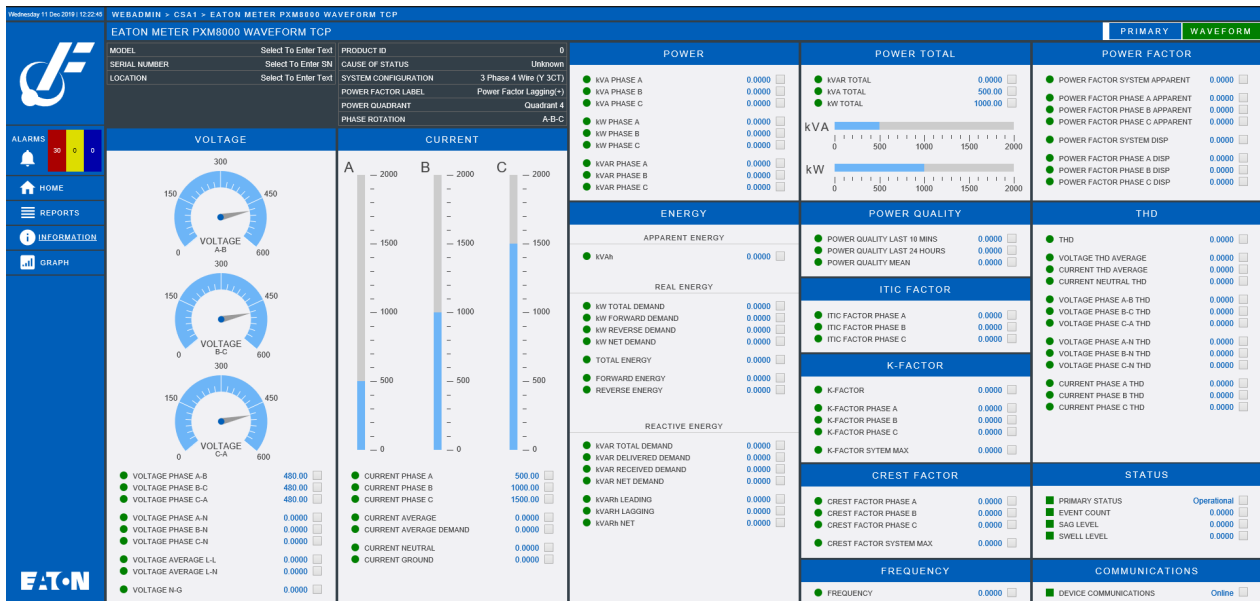 Wednesday 11 Dec 2019 | 12:22:45
WEBADMIN > CSA1 > EATON METER PXM8000 WAVEFORM TCP
EATON METER PXM8000 WAVEFORM TCP
PRIMARY
WAVEFORM
ALARMS
30 0 0
HOME
REPORTS
INFORMATION
GRAPH
EATON
MODEL Select To Enter Text
SERIAL NUMBER Select To Enter SN
LOCATION Select To Enter Text
PRODUCT ID 0
CAUSE OF STATUS Unknown
SYSTEM CONFIGURATION 3 Phase 4 Wire (Y 3CT)
POWER FACTOR LABEL Power Factor Lagging(+)
POWER QUADRANT Quadrant 4
PHASE ROTATION A-B-C
VOLTAGE
300
150 450
VOLTAGE
0 A-B 600
300
150 450
VOLTAGE
0 B-C 600
300
150 450
VOLTAGE
0 C-A 600
VOLTAGE PHASE A-B 480.00
VOLTAGE PHASE B-C 480.00
VOLTAGE PHASE C-A 480.00
VOLTAGE PHASE A-N 0.0000
VOLTAGE PHASE B-N 0.0000
VOLTAGE PHASE C-N 0.0000
VOLTAGE AVERAGE L-L 0.0000
VOLTAGE AVERAGE L-N 0.0000
VOLTAGE N-G 0.0000
CURRENT
A 2000 B 2000 C 2000
1500 1500 1500
1000 1000 1000
500 500 500
0 0 0
CURRENT PHASE A 500.00
CURRENT PHASE B 1000.00
CURRENT PHASE C 1500.00
CURRENT AVERAGE 0.0000
CURRENT AVERAGE DEMAND 0.0000
CURRENT NEUTRAL 0.0000
CURRENT GROUND 0.0000
POWER
kVA PHASE A 0.0000
kVA PHASE B 0.0000
kVA PHASE C 0.0000
kW PHASE A 0.0000
kW PHASE B 0.0000
kW PHASE C 0.0000
kVAR PHASE A 0.0000
kVAR PHASE B 0.0000
kVAR PHASE C 0.0000
ENERGY
APPARENT ENERGY
kVAh 0.0000
REAL ENERGY
kW TOTAL DEMAND 0.0000
kW FORWARD DEMAND 0.0000
kW REVERSE DEMAND 0.0000
kW NET DEMAND 0.0000
TOTAL ENERGY 0.0000
FORWARD ENERGY 0.0000
REVERSE ENERGY 0.0000
REACTIVE ENERGY
kVAR TOTAL DEMAND 0.0000
kVAR DELIVERED DEMAND 0.0000
kVAR RECEIVED DEMAND 0.0000
kVAR NET DEMAND 0.0000
kVARh LEADING 0.0000
kVARH LAGGING 0.0000
kVARh NET 0.0000
POWER TOTAL
kVAR TOTAL 0.0000
kVA TOTAL 500.00
kW TOTAL 1000.00
kVA
0 500 1000 1500 2000
kW
0 500 1000 1500 2000
POWER QUALITY
POWER QUALITY LAST 10 MINS 0.0000
POWER QUALITY LAST 24 HOURS 0.0000
POWER QUALITY MEAN 0.0000
ITIC FACTOR
ITIC FACTOR PHASE A 0.0000
ITIC FACTOR PHASE B 0.0000
ITIC FACTOR PHASE C 0.0000
K-FACTOR
K-FACTOR 0.0000
K-FACTOR PHASE A 0.0000
K-FACTOR PHASE B 0.0000
K-FACTOR PHASE C 0.0000
K-FACTOR SYTEM MAX 0.0000
CREST FACTOR
CREST FACTOR PHASE A 0.0000
CREST FACTOR PHASE B 0.0000
CREST FACTOR PHASE C 0.0000
CREST FACTOR SYSTEM MAX 0.0000
FREQUENCY
FREQUENCY 0.0000
POWER FACTOR
POWER FACTOR SYSTEM APPARENT 0.0000
POWER FACTOR PHASE A APPARENT 0.0000
POWER FACTOR PHASE B APPARENT 0.0000
POWER FACTOR PHASE C APPARENT 0.0000
POWER FACTOR SYSTEM DISP 0.0000
POWER FACTOR PHASE A DISP 0.0000
POWER FACTOR PHASE B DISP 0.0000
POWER FACTOR PHASE C DISP 0.0000
THD
THD 0.0000
VOLTAGE THD AVERAGE 0.0000
CURRENT THD AVERAGE 0.0000
CURRENT NEUTRAL THD 0.0000
VOLTAGE PHASE A-B THD 0.0000
VOLTAGE PHASE B-C THD 0.0000
VOLTAGE PHASE C-A THD 0.0000
VOLTAGE PHASE A-N THD 0.0000
VOLTAGE PHASE B-N THD 0.0000
VOLTAGE PHASE C-N THD 0.0000
CURRENT PHASE A THD 0.0000
CURRENT PHASE B THD 0.0000
CURRENT PHASE C THD 0.0000
STATUS
PRIMARY STATUS Operational
EVENT COUNT 0.0000
SAG LEVEL 0.0000
SWELL LEVEL 0.0000
COMMUNICATIONS
DEVICE COMMUNICATIONS Online